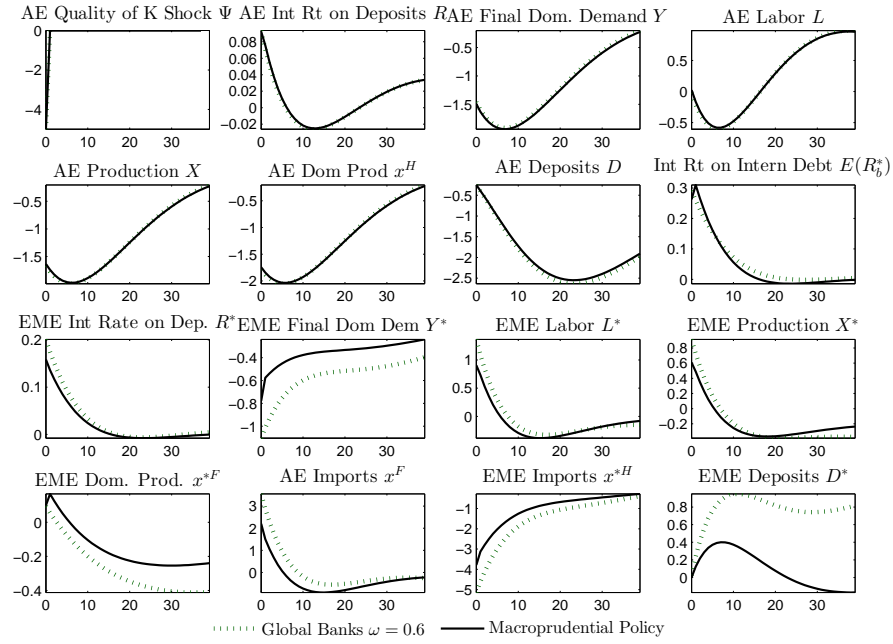 AE Quality of K Shock Ψ AE Int Rt on Deposits R AE Final Dom. Demand Y AE Labor L
0 0.1 −0.5 0.5
−2 0.08 −1 0
−4 0.06 −1.5 −0.5
0.04
0.02
0
−0.02
0 10 20 30 0 10 20 30 0 10 20 30 0 10 20 30
AE Production X AE Dom Prod x^H AE Deposits D Int Rt on Intern Debt E(R_b^*)
−0.5 −0.5 −0.5 0.3
−1 −1 −1 0.2
−1.5 −1.5 −1.5 0.1
−2 −2 0
−2.5
0 10 20 30 0 10 20 30 0 10 20 30 0 10 20 30
EME Int Rate on Dep. R^* EME Final Dom Dem Y^* EME Labor L^* EME Production X^*
0.2 −0.4 1 0.8
0.1 −0.6 0.5 0.6
0 −0.8 0 0.4
−1 0.2
0
−0.2
0 10 20 30 0 10 20 30 0 10 20 30 0 10 20 30
EME Dom. Prod. x^{*F} AE Imports x^F EME Imports x^{*H} EME Deposits D^*
0 3 −1 0.8
−0.2 2 −2 0.6
−0.4 1 −3 0.4
0 −4 0.2
−5 0
0 10 20 30 0 10 20 30 0 10 20 30 0 10 20 30
Global Banks ω = 0.6 Macroprudential Policy